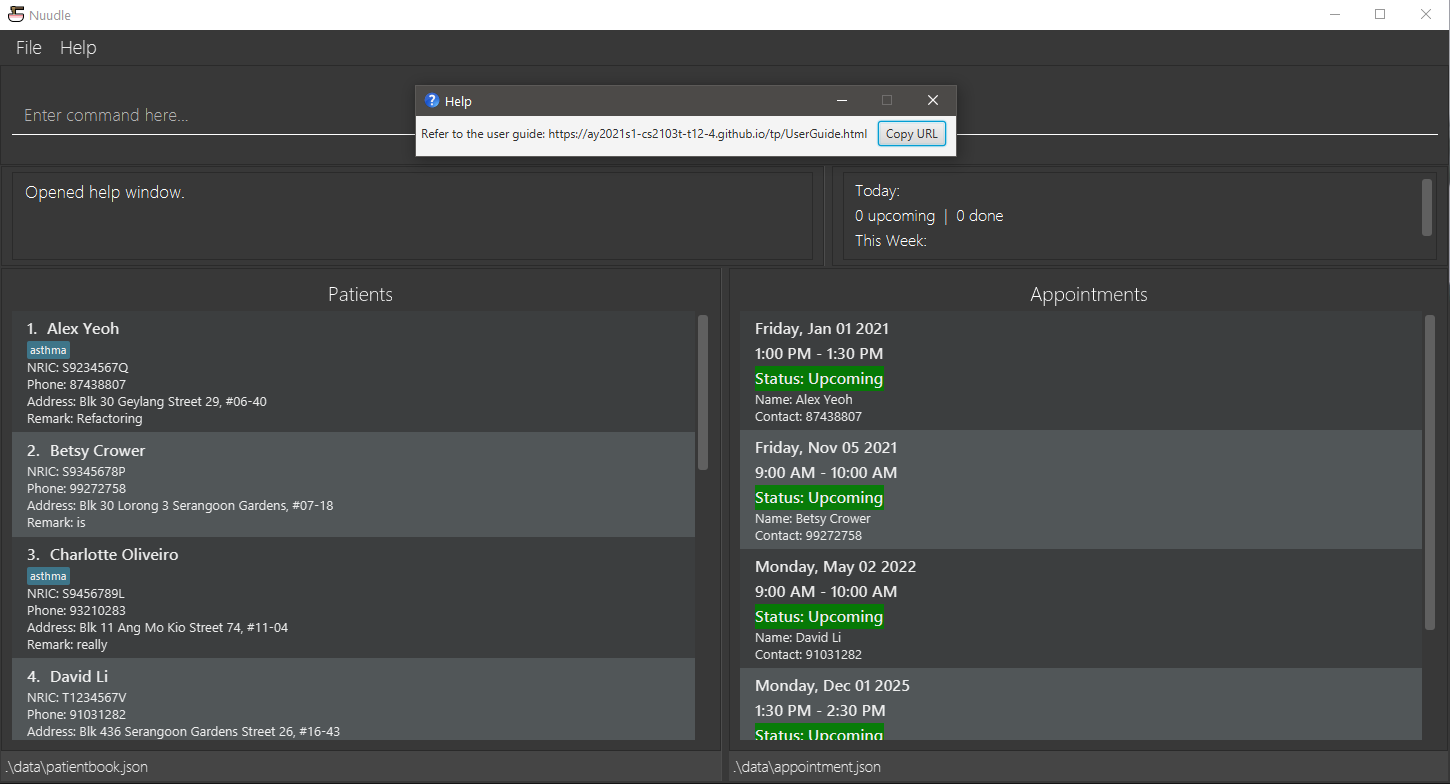 Nuudle
File Help
Enter command here...
Help
Refer to the user guide: https://ay2021s1-cs2103t-t12-4.github.io/tp/UserGuide.html Copy URL
Opened help window.
Today:
0 upcoming | 0 done
This Week:
Patients
1. Alex Yeoh
asthma
NRIC: S9234567Q
Phone: 87438807
Address: Blk 30 Geylang Street 29, #06-40
Remark: Refactoring
2. Betsy Crower
NRIC: S9345678P
Phone: 99272758
Address: Blk 30 Lorong 3 Serangoon Gardens, #07-18
Remark: is
3. Charlotte Oliveiro
asthma
NRIC: S9456789L
Phone: 93210283
Address: Blk 11 Ang Mo Kio Street 74, #11-04
Remark: really
4. David Li
NRIC: T1234567V
Phone: 91031282
Address: Blk 436 Serangoon Gardens Street 26, #16-43
.\data\patientbook.json
Appointments
Friday, Jan 01 2021
1:00 PM - 1:30 PM
Status: Upcoming
Name: Alex Yeoh
Contact: 87438807
Friday, Nov 05 2021
9:00 AM - 10:00 AM
Status: Upcoming
Name: Betsy Crower
Contact: 99272758
Monday, May 02 2022
9:00 AM - 10:00 AM
Status: Upcoming
Name: David Li
Contact: 91031282
Monday, Dec 01 2025
1:30 PM - 2:30 PM
Status: Upcoming
.\data\appointment.json